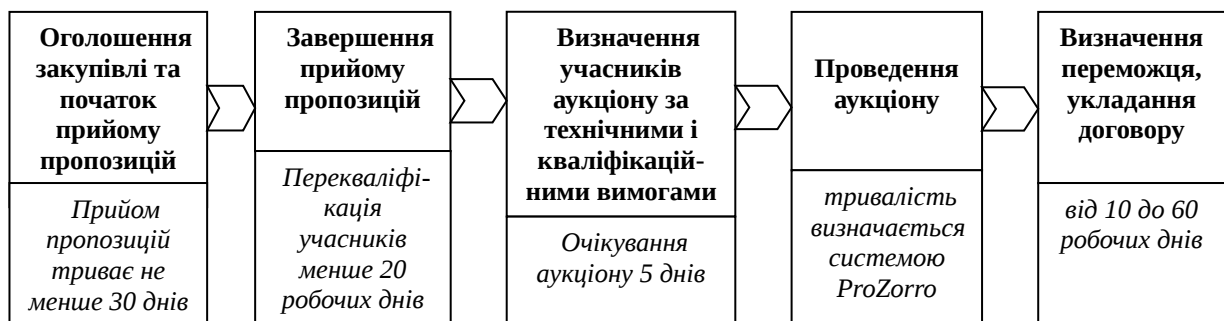 Оголошення
закупівлі та
початок
прийому
пропозицій
Прийом
пропозицій
триває не
менше 30 днів
Завершення
прийому
пропозицій
Перекваліфі-
кація
учасників
менше 20
робочих днів
Визначення
учасників
аукціону за
технічними і
кваліфікацій-
ними вимогами
Очікування
аукціону 5 днів
Проведення
аукціону
тривалість
визначається
системою
ProZorro
Визначення
переможця,
укладання
договору
від 10 до 60
робочих днів